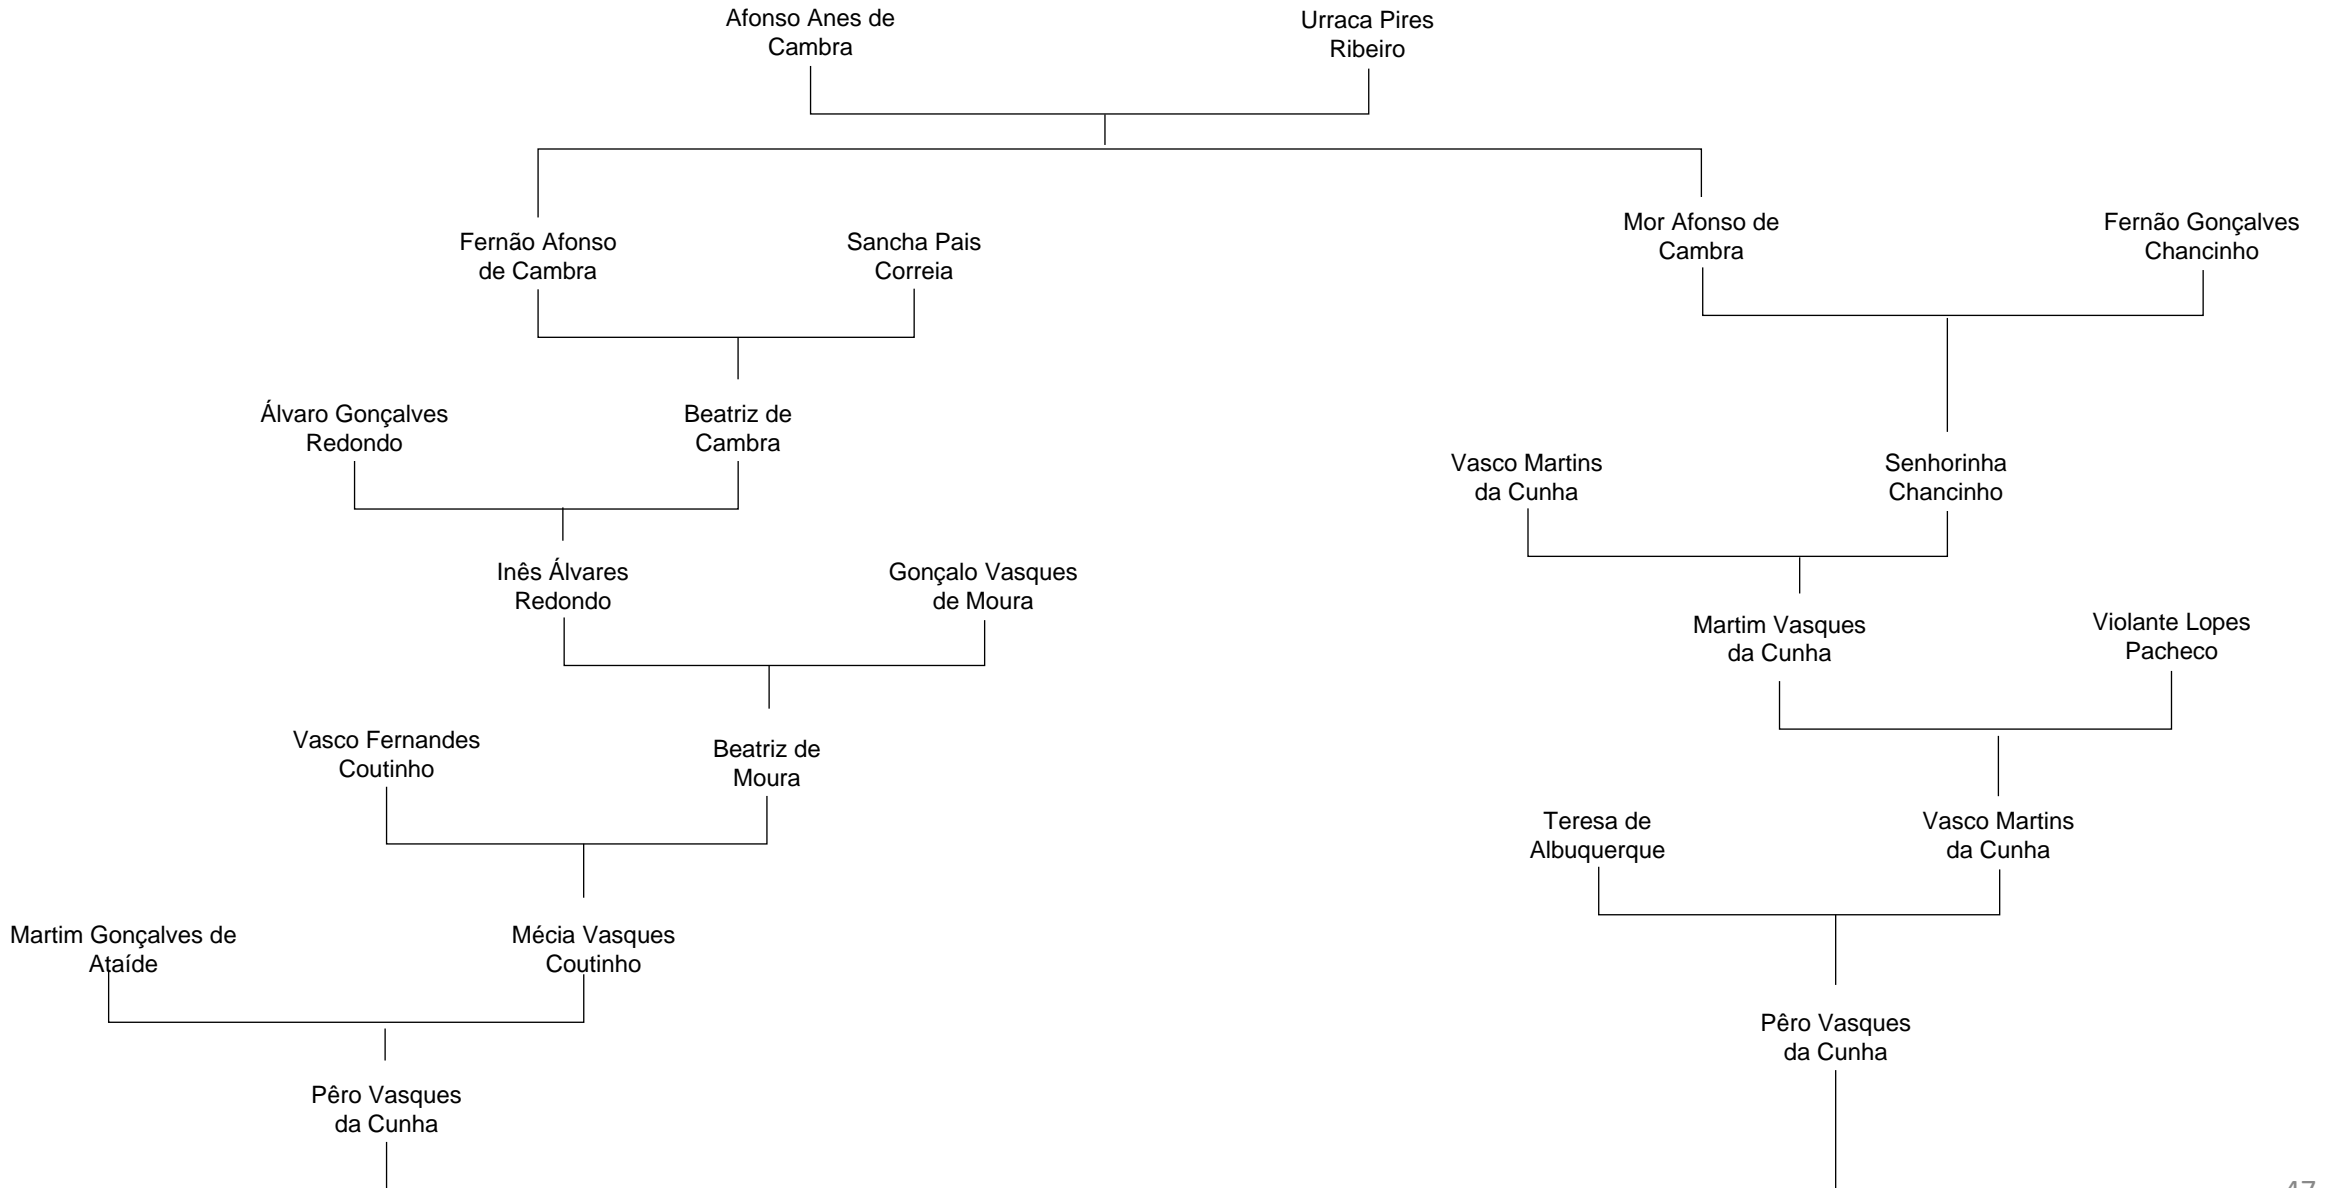 Afonso Anes de
Cambra
Urraca Pires
Ribeiro
Fernão Afonso
de Cambra
Sancha Pais
Correia
Mor Afonso de
Cambra
Fernão Gonçalves
Chancinho
Álvaro Gonçalves
Redondo
Beatriz de
Cambra
Vasco Martins
da Cunha
Senhorinha
Chancinho
Inês Álvares
Redondo
Gonçalo Vasques
de Moura
Martim Vasques
da Cunha
Violante Lopes
Pacheco
Vasco Fernandes
Coutinho
Beatriz de
Moura
Teresa de
Albuquerque
Vasco Martins
da Cunha
Martim Gonçalves de
Ataíde
Mécia Vasques
Coutinho
Pêro Vasques
da Cunha
Pêro Vasques
da Cunha
47